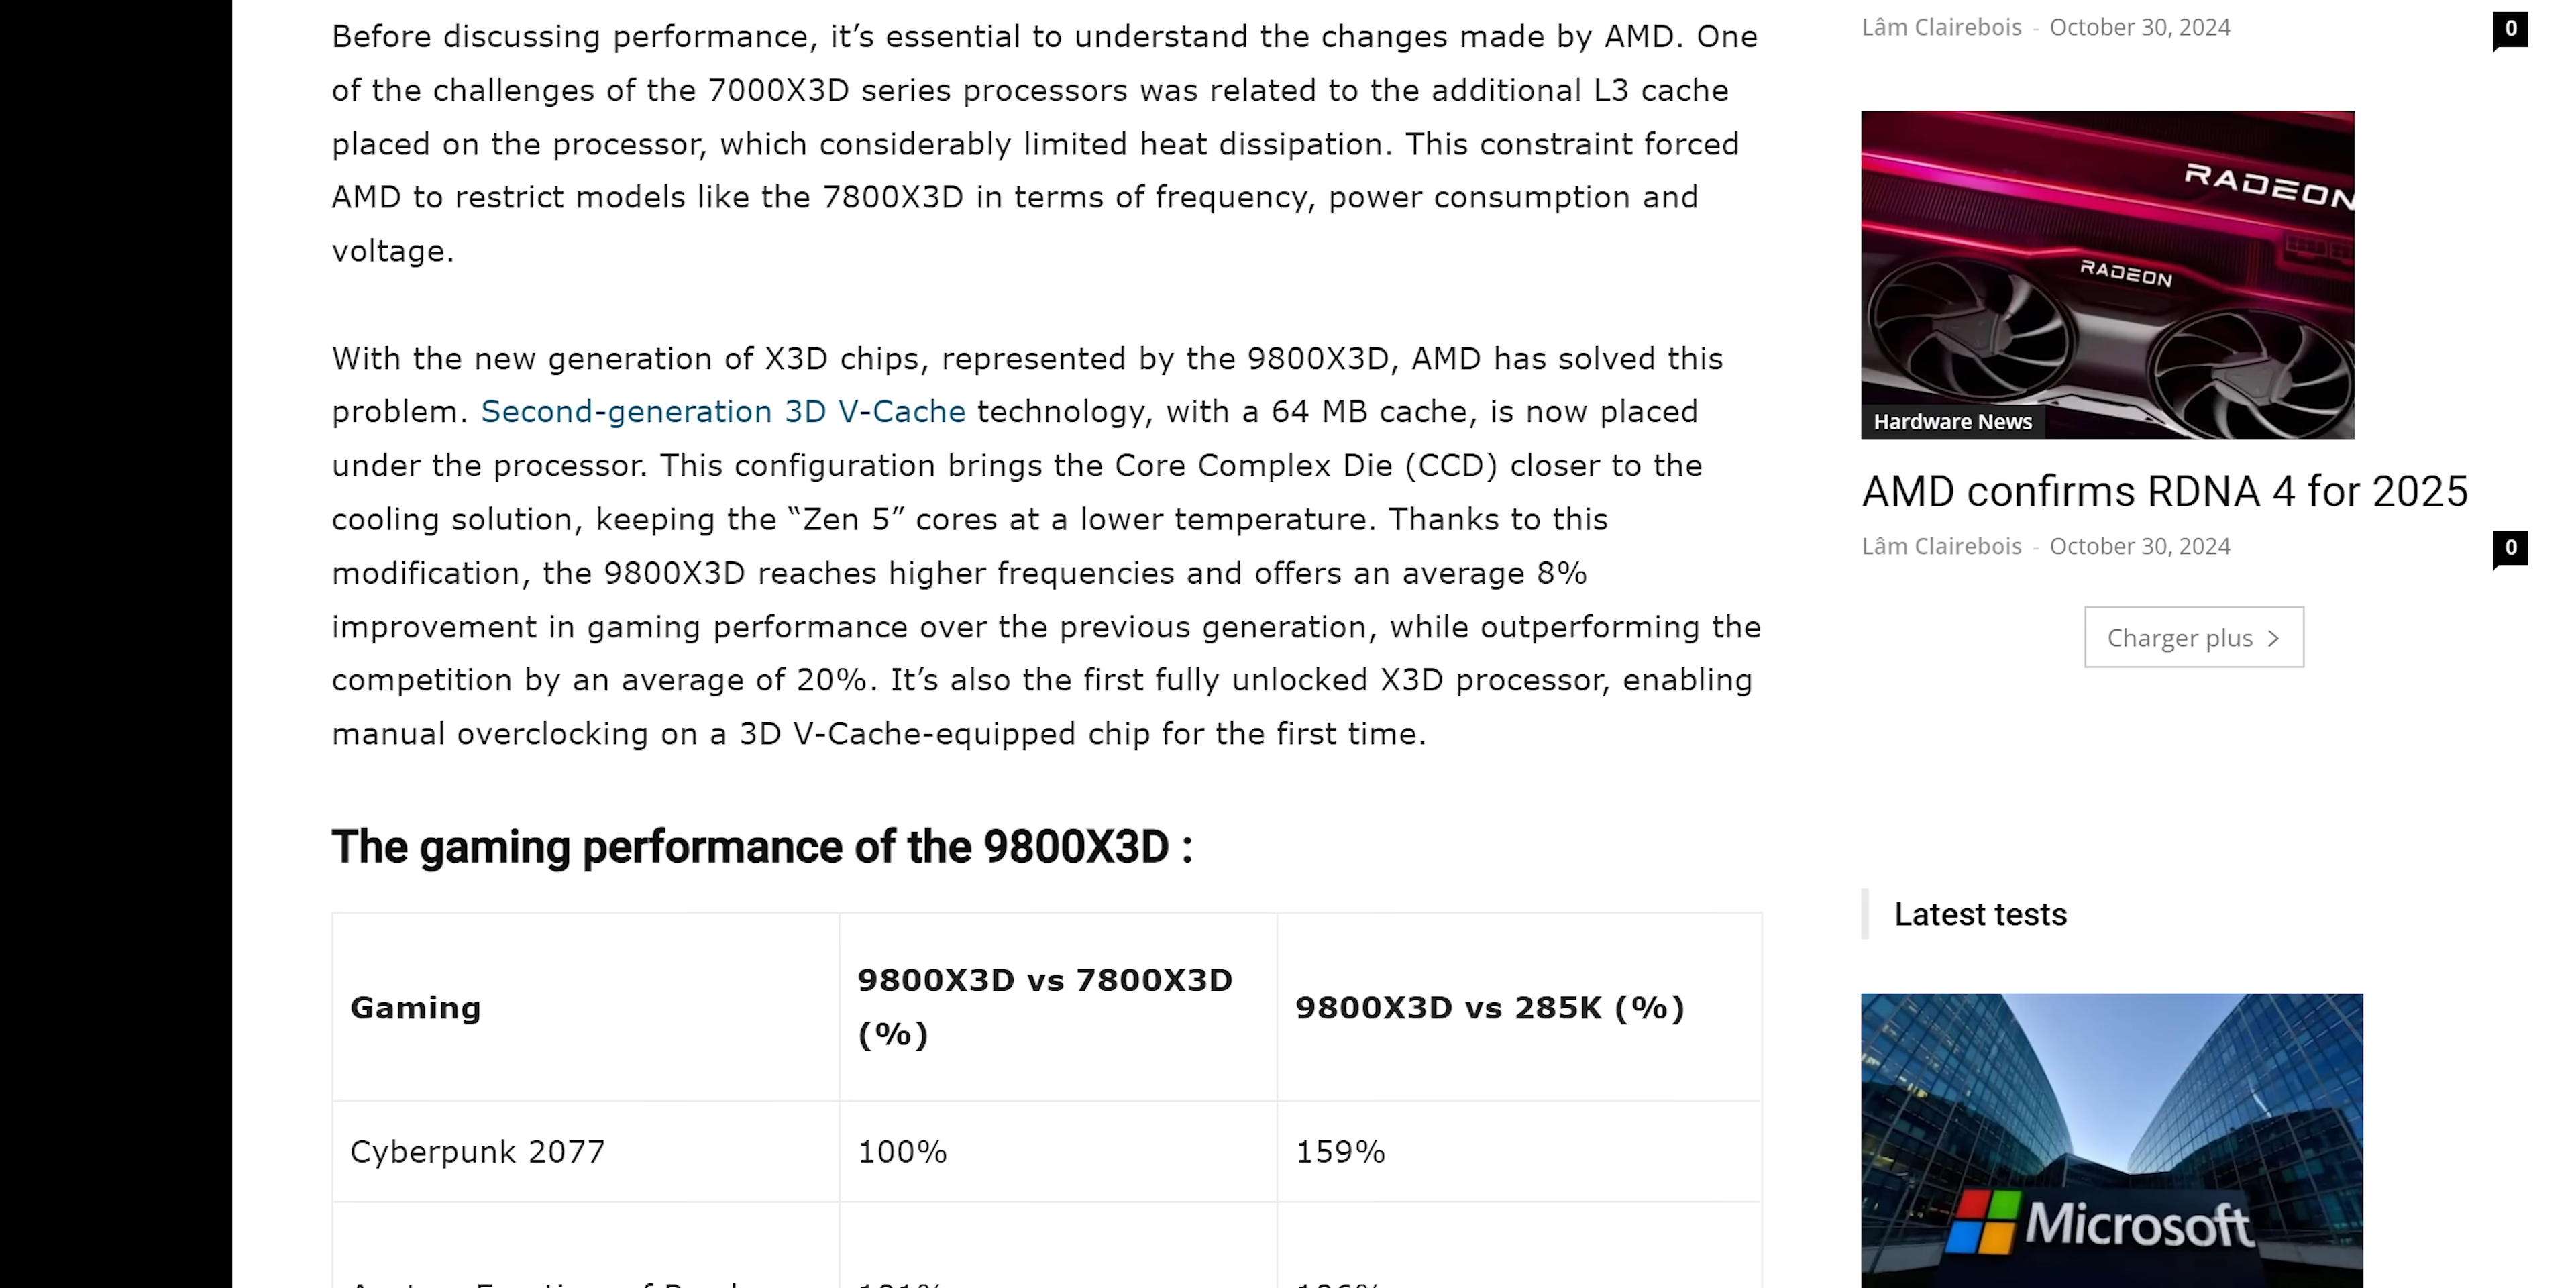 Before discussing performance, it’s essential to understand the changes made by AMD. One
of the challenges of the 7000X3D series processors was related to the additional L3 cache
placed on the processor, which considerably limited heat dissipation. This constraint forced
AMD to restrict models like the 7800X3D in terms of frequency, power consumption and
voltage.
With the new generation of X3D chips, represented by the 9800X3D, AMD has solved this
problem. Second-generation 3D V-Cache technology, with a 64 MB cache, is now placed
under the processor. This configuration brings the Core Complex Die (CCD) closer to the
cooling solution, keeping the “Zen 5” cores at a lower temperature. Thanks to this
modification, the 9800X3D reaches higher frequencies and offers an average 8%
improvement in gaming performance over the previous generation, while outperforming the
competition by an average of 20%. It’s also the first fully unlocked X3D processor, enabling
manual overclocking on a 3D V-Cache-equipped chip for the first time.
The gaming performance of the 9800X3D :
Gaming
9800X3D vs 7800X3D
(%)
9800X3D vs 285K (%)
Cyberpunk 2077
100%
159%
Lâm Clairebois - October 30, 2024
0
RADEON
RADEON
Hardware News
AMD confirms RDNA 4 for 2025
Lâm Clairebois - October 30, 2024
0
Charger plus >
Latest tests
Microsoft